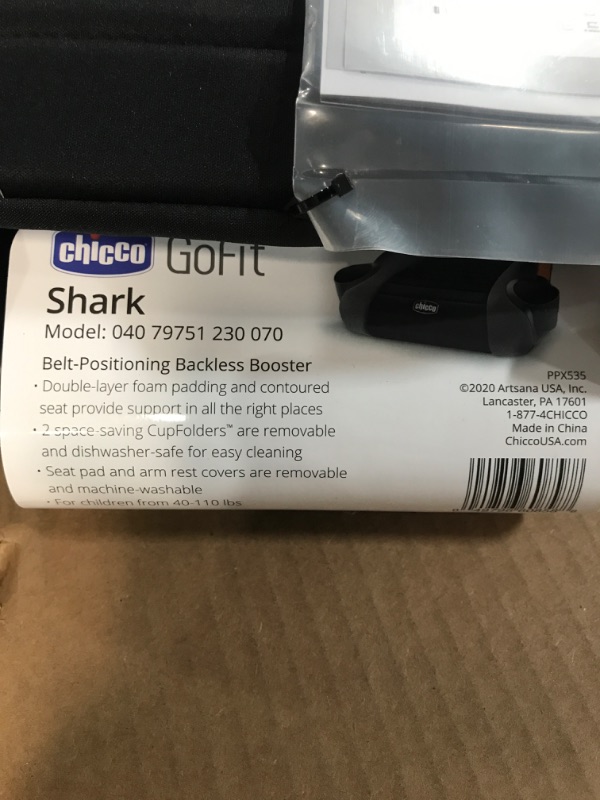 chicco GoFit
Shark
Model: 040 79751 230 070
Belt-Positioning Backless Booster
• Double-layer foam padding and contoured
seat provide support in all the right places
• 2 space-saving CupFolders™ are removable
and dishwasher-safe for easy cleaning
• Seat pad and arm rest covers are removable
and machine-washable
• For children from 40-110 lbs
chicco
PPX535
©2020 Artsana USA, Inc.
Lancaster, PA 17601
1-877-4CHICCO
Made in China
ChiccoUSA.com